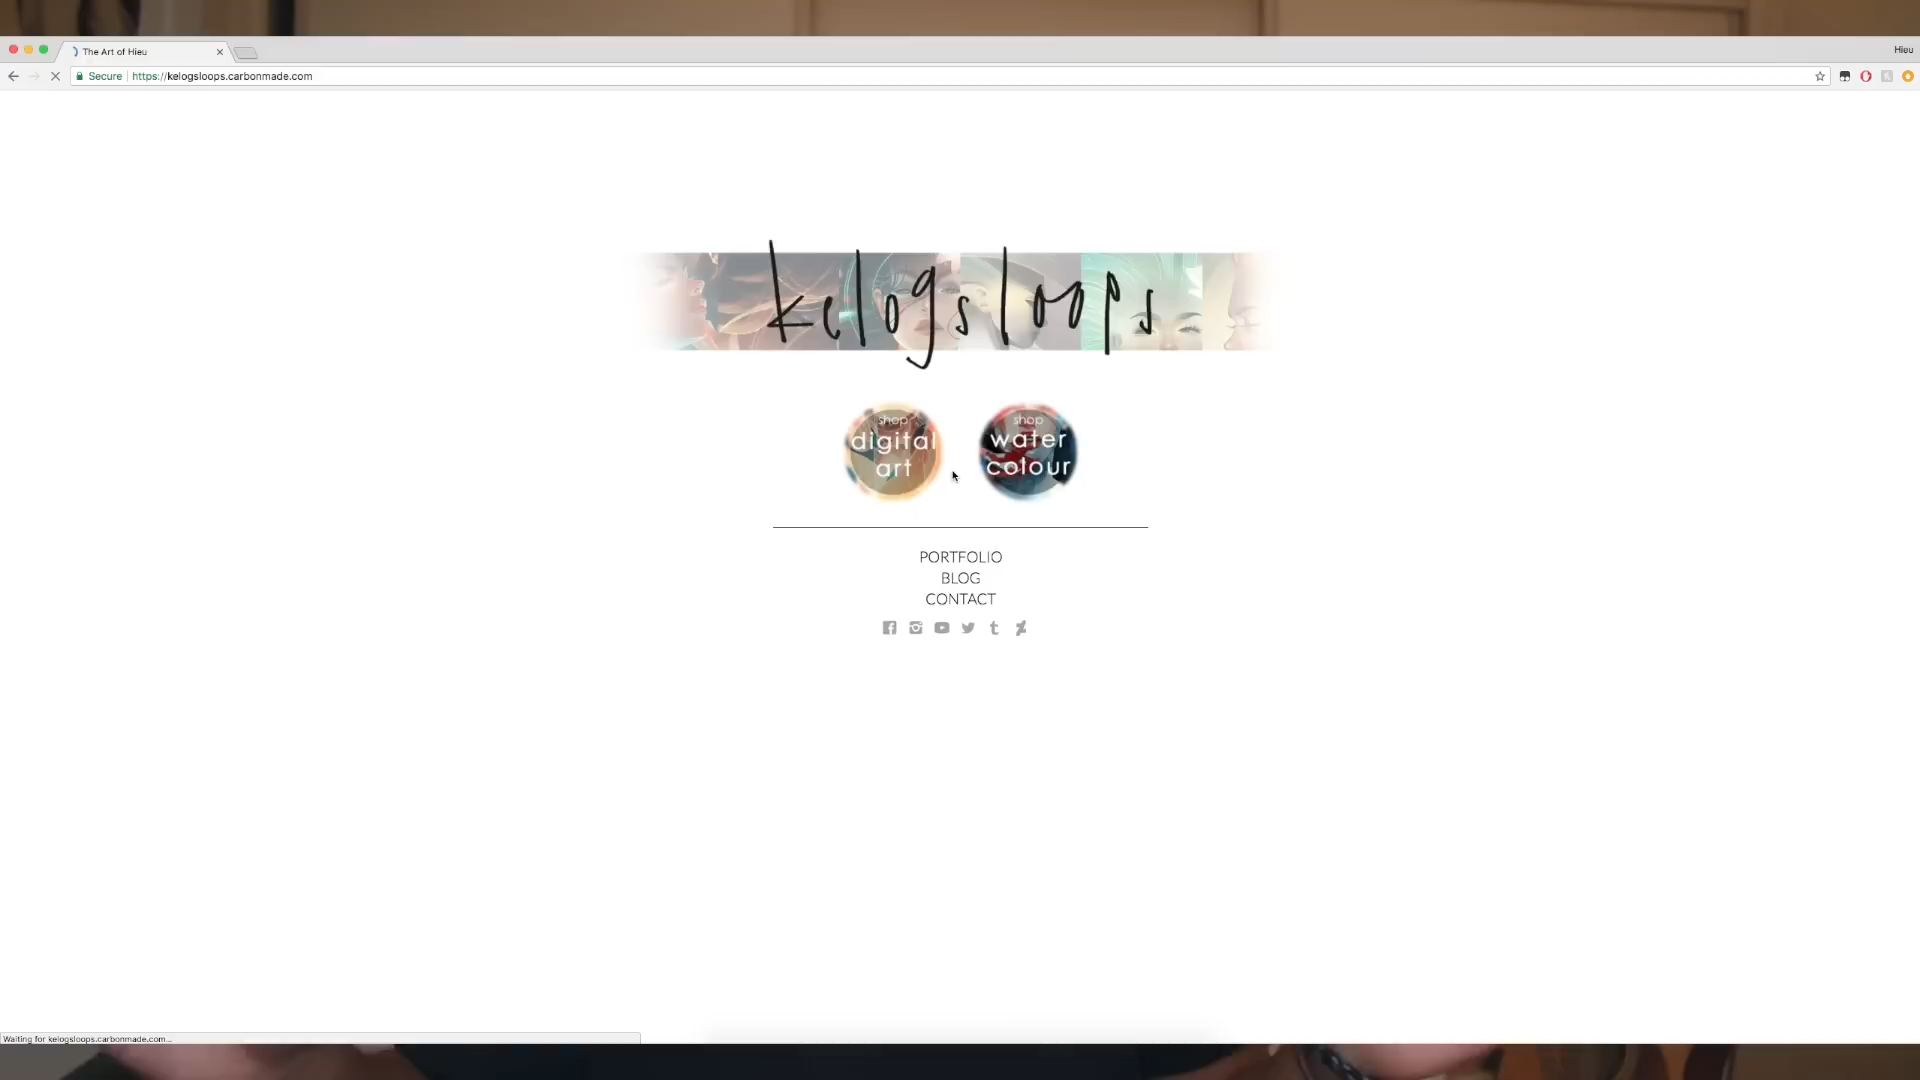 The Art of Hieu
Hieu
Secure https://kelogsloops.carbonmade.com
kelogsloops
shop
digital
art
shop
water
colour
PORTFOLIO
BLOG
CONTACT
Waiting for kelogsloops.carbonmade.com...